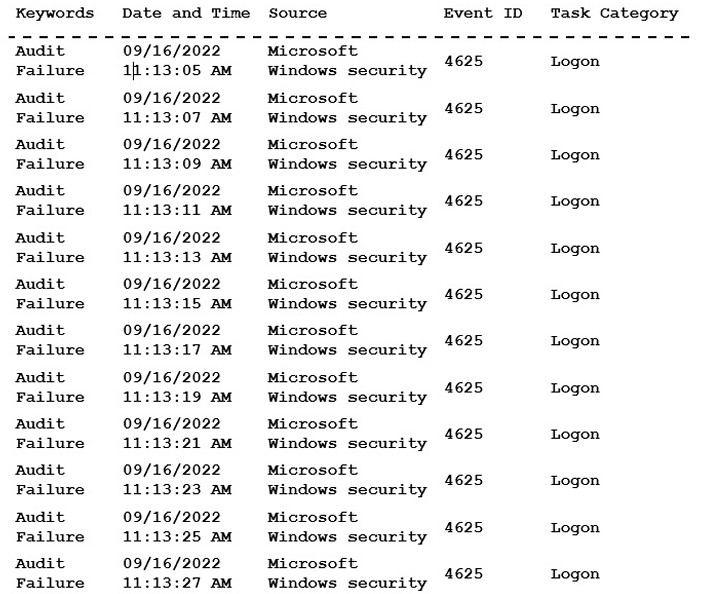 Keywords Date and Time Source Event ID Task Category
Audit Failure 09/16/2022 11:13:05 AM Microsoft Windows security 4625 Logon
Audit Failure 09/16/2022 11:13:07 AM Microsoft Windows security 4625 Logon
Audit Failure 09/16/2022 11:13:09 AM Microsoft Windows security 4625 Logon
Audit Failure 09/16/2022 11:13:11 AM Microsoft Windows security 4625 Logon
Audit Failure 09/16/2022 11:13:13 AM Microsoft Windows security 4625 Logon
Audit Failure 09/16/2022 11:13:15 AM Microsoft Windows security 4625 Logon
Audit Failure 09/16/2022 11:13:17 AM Microsoft Windows security 4625 Logon
Audit Failure 09/16/2022 11:13:19 AM Microsoft Windows security 4625 Logon
Audit Failure 09/16/2022 11:13:21 AM Microsoft Windows security 4625 Logon
Audit Failure 09/16/2022 11:13:23 AM Microsoft Windows security 4625 Logon
Audit Failure 09/16/2022 11:13:25 AM Microsoft Windows security 4625 Logon
Audit Failure 09/16/2022 11:13:27 AM Microsoft Windows security 4625 Logon